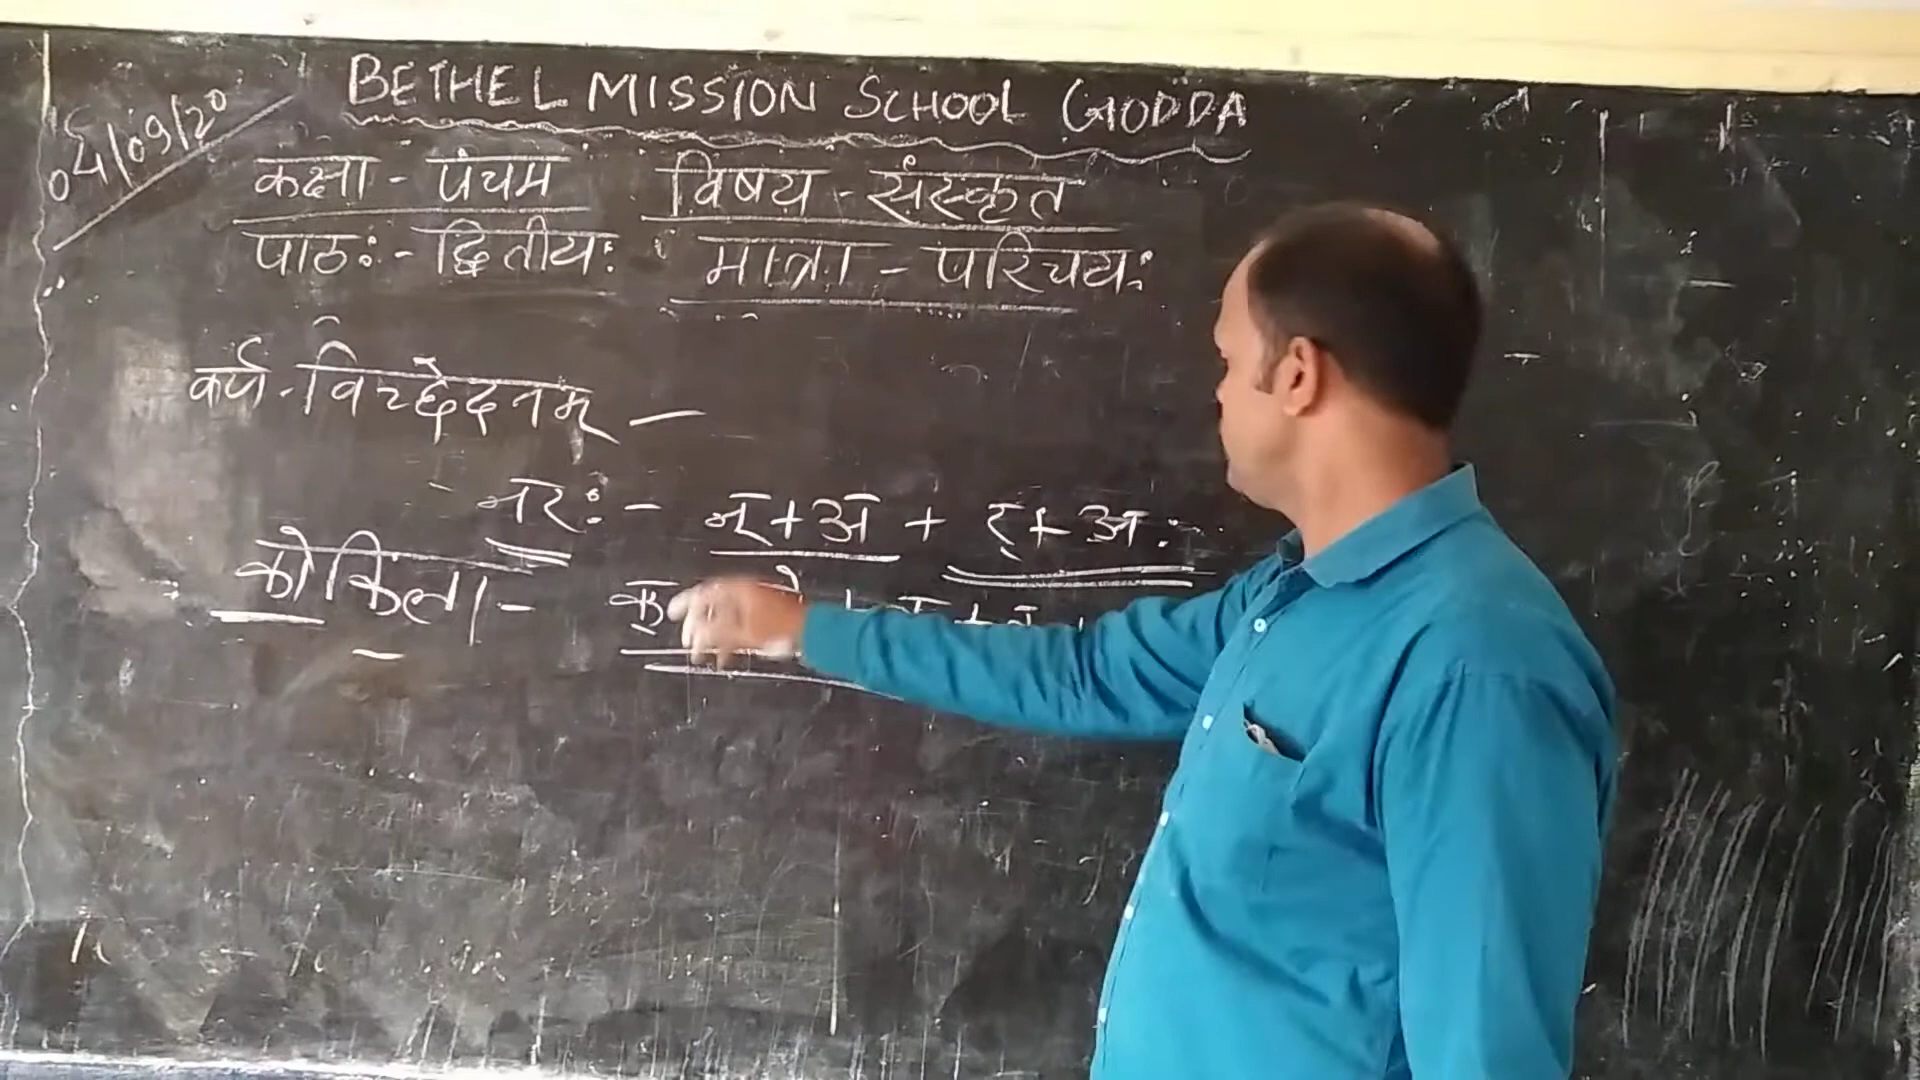 BETHEL MISSION SCHOOL GODDA
04/09/20
कक्षा - पंचम विषय - संस्कृत
पाठः - द्वितीयः मात्रा - परिचयः
वर्ण - विच्छेदनम् —
नरः - न्+अ + र्+अः
कोकिला - क्